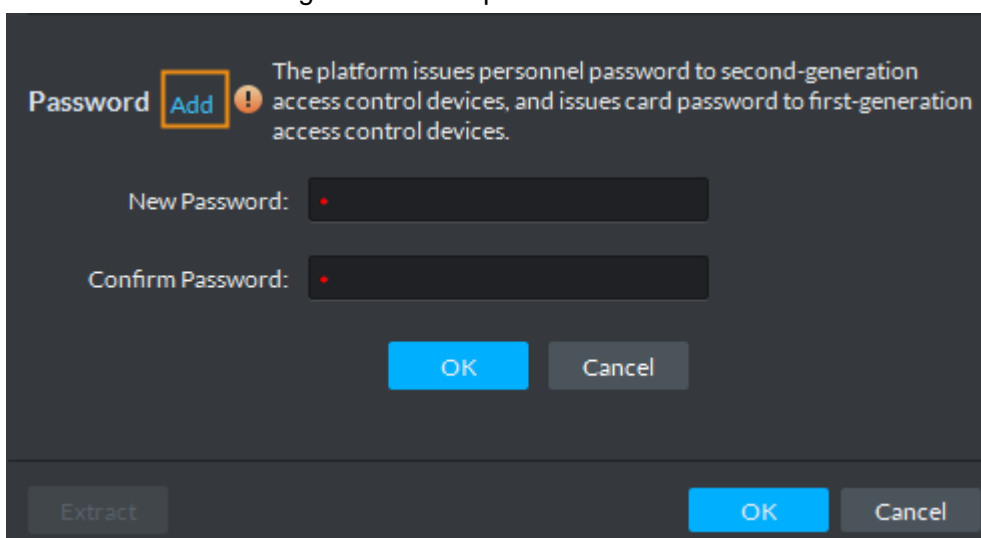 The platform issues personnel password to second-generation
Password Add access control devices, and issues card password to first-generation
access control devices.
New Password:
Confirm Password:
OK Cancel
Extract OK Cancel